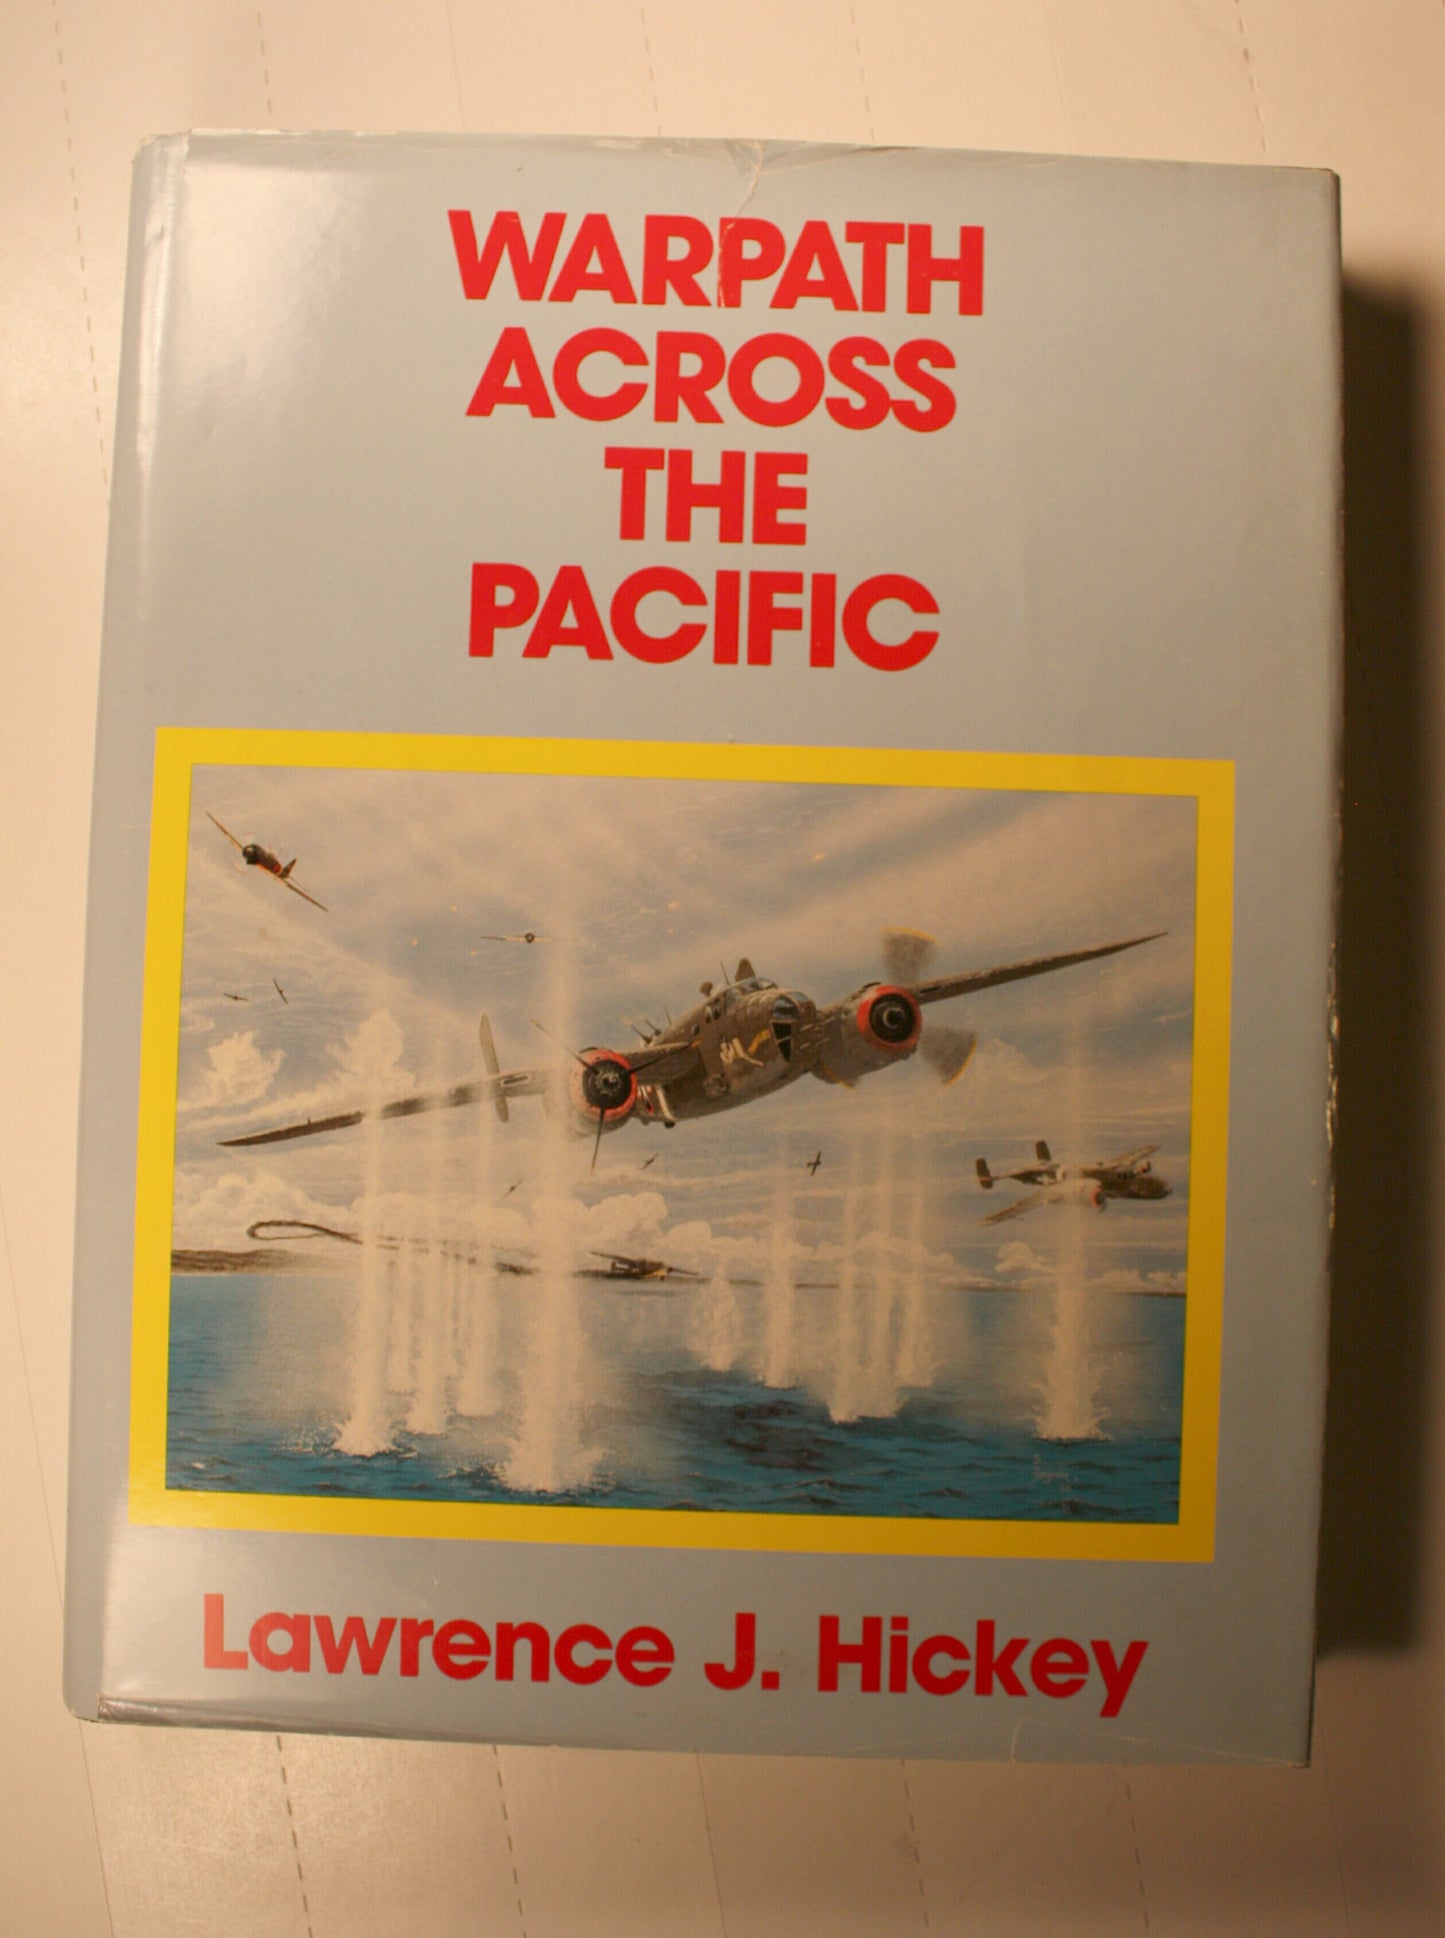 WARPATH
ACROSS
THE
PACIFIC
Lawrence J. Hickey